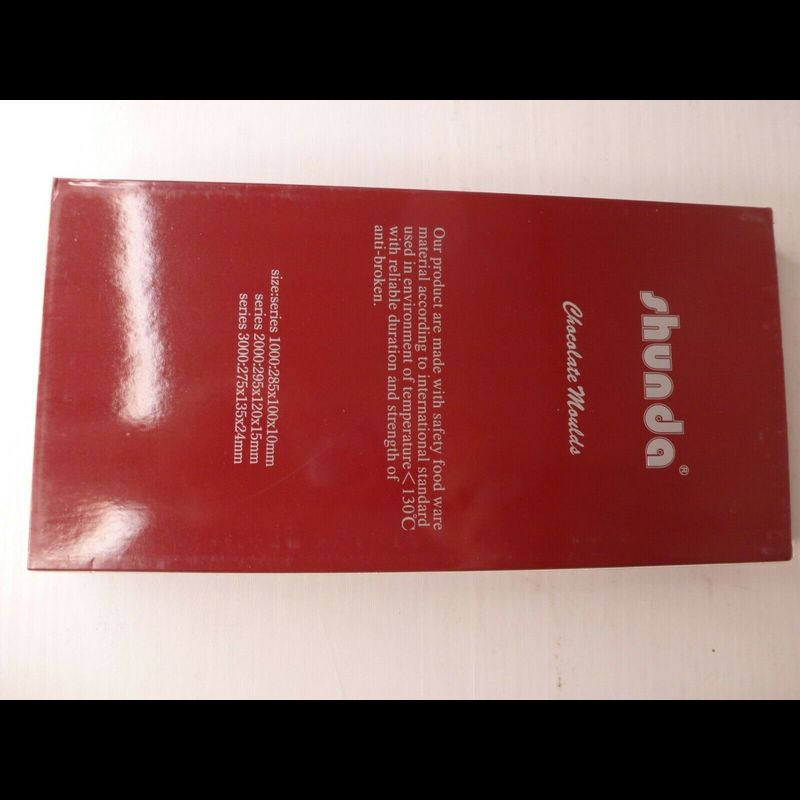 shunda®
Chocolate Moulds
Our product are made with safety food ware
material according to international standard
used in environment of temperature<130℃
with reliable duration and strength of
anti-broken.
size:series 1000:285x100x10mm
series 2000:295x120x15mm
series 3000:275x135x24mm